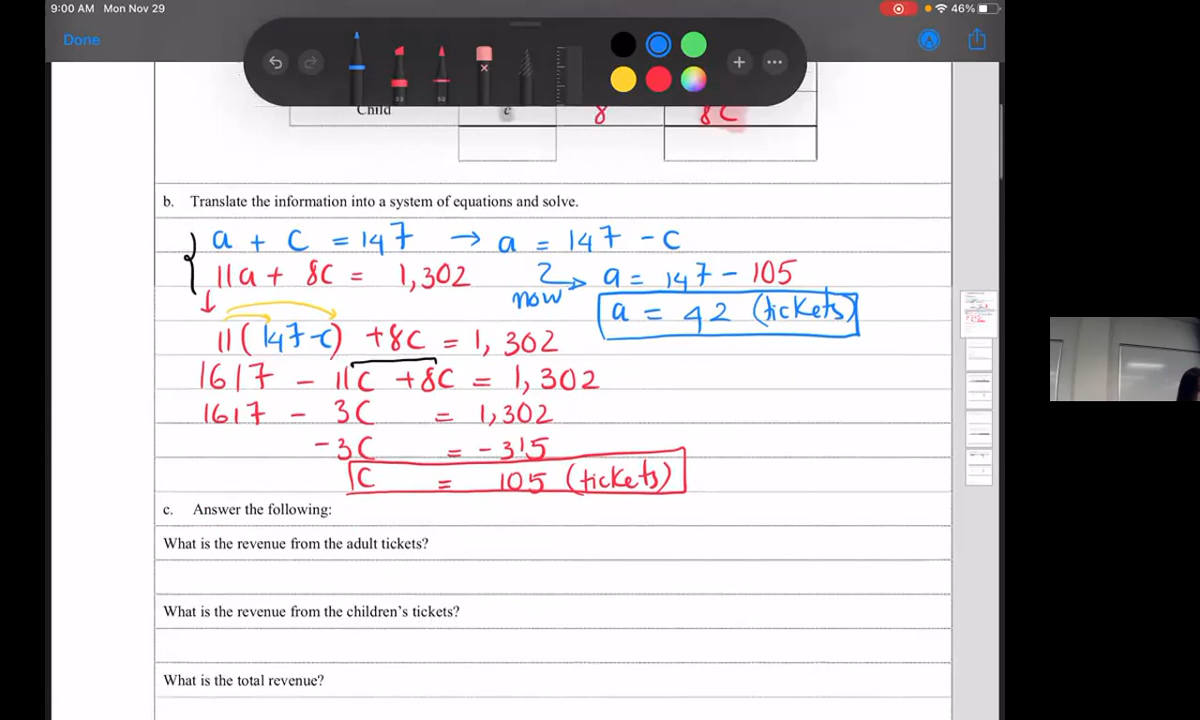 9:00 AM Mon Nov 29
46%
Done
Child c 8 8C
b. Translate the information into a system of equations and solve.
a + C = 147 → a = 147 - C
11a + 8C = 1,302
now a = 147 - 105
a = 42 (tickets)
11(147-C) +8C = 1,302
1617 - 11C +8C = 1,302
1617 - 3C = 1,302
-3C = -315
C = 105 (tickets)
c. Answer the following:
What is the revenue from the adult tickets?
What is the revenue from the children's tickets?
What is the total revenue?